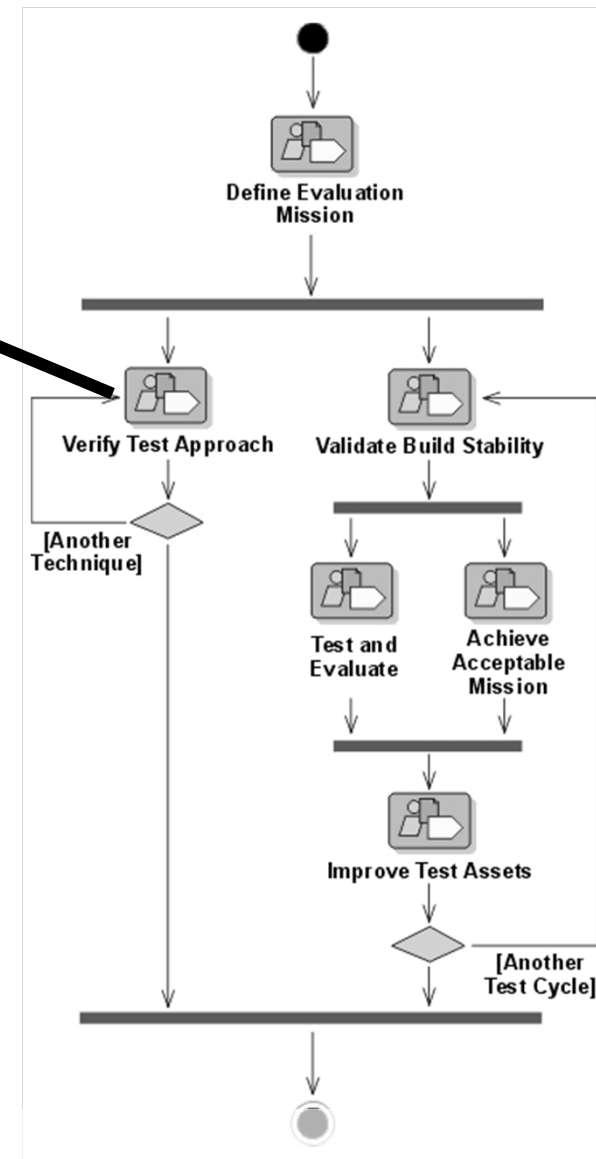 Define Evaluation
Mission
Verify Test Approach
Validate Build Stability
[Another
Technique]
Test and
Evaluate
Achieve
Acceptable
Mission
Improve Test Assets
[Another
Test Cycle]